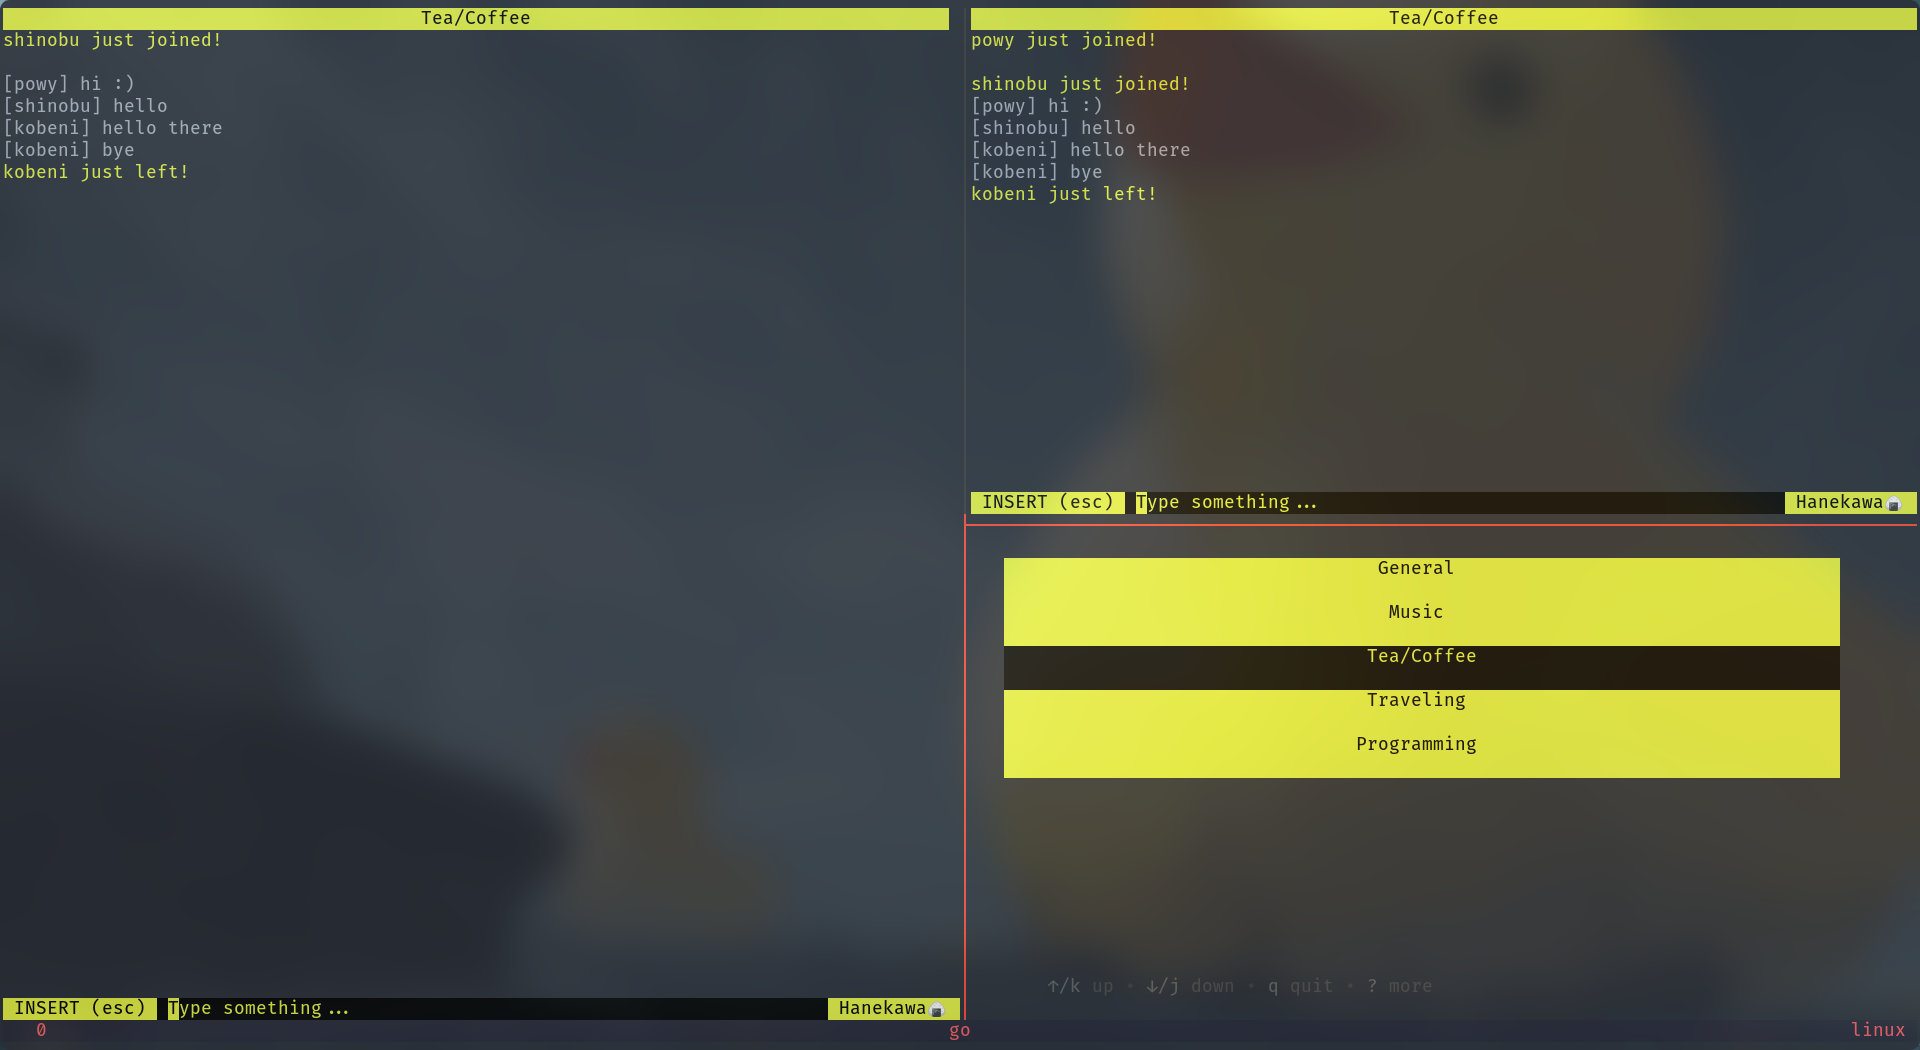 Tea/Coffee
shinobu just joined!
[powy] hi :)
[shinobu] hello
[kobeni] hello there
[kobeni] bye
kobeni just left!
INSERT (esc) Type something... Hanekawa🍙
Tea/Coffee
powy just joined!
shinobu just joined!
[powy] hi :)
[shinobu] hello
[kobeni] hello there
[kobeni] bye
kobeni just left!
INSERT (esc) Type something... Hanekawa🍙
General
Music
Tea/Coffee
Traveling
Programming
↑/k up • ↓/j down • q quit • ? more
0 go linux